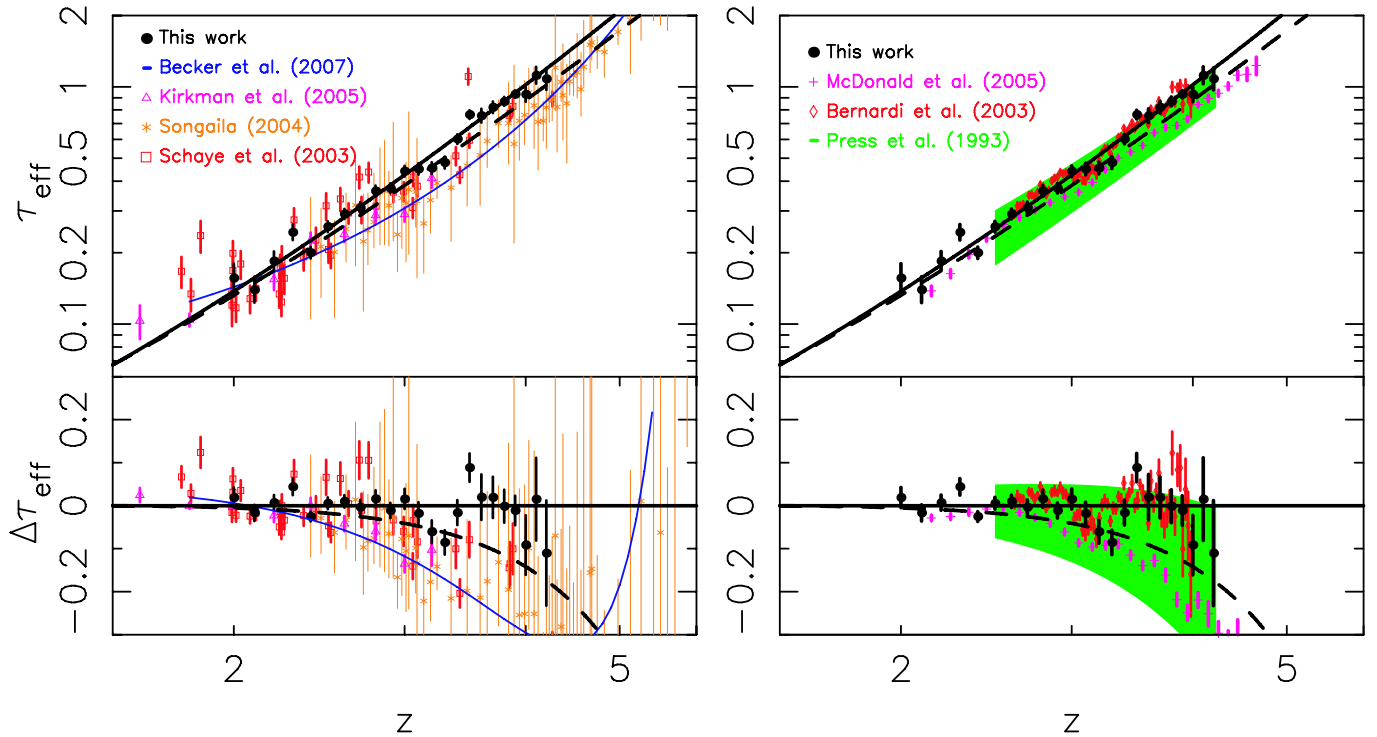 2
1
0.5
0.2
0.1
τeff
This work
Becker et al. (2007)
Kirkman et al. (2005)
Songaila (2004)
Schaye et al. (2003)
0.2
0
−0.2
Δτeff
2
5
z
2
1
0.5
0.2
0.1
This work
McDonald et al. (2005)
Bernardi et al. (2003)
Press et al. (1993)
0.2
0
−0.2
2
5
z